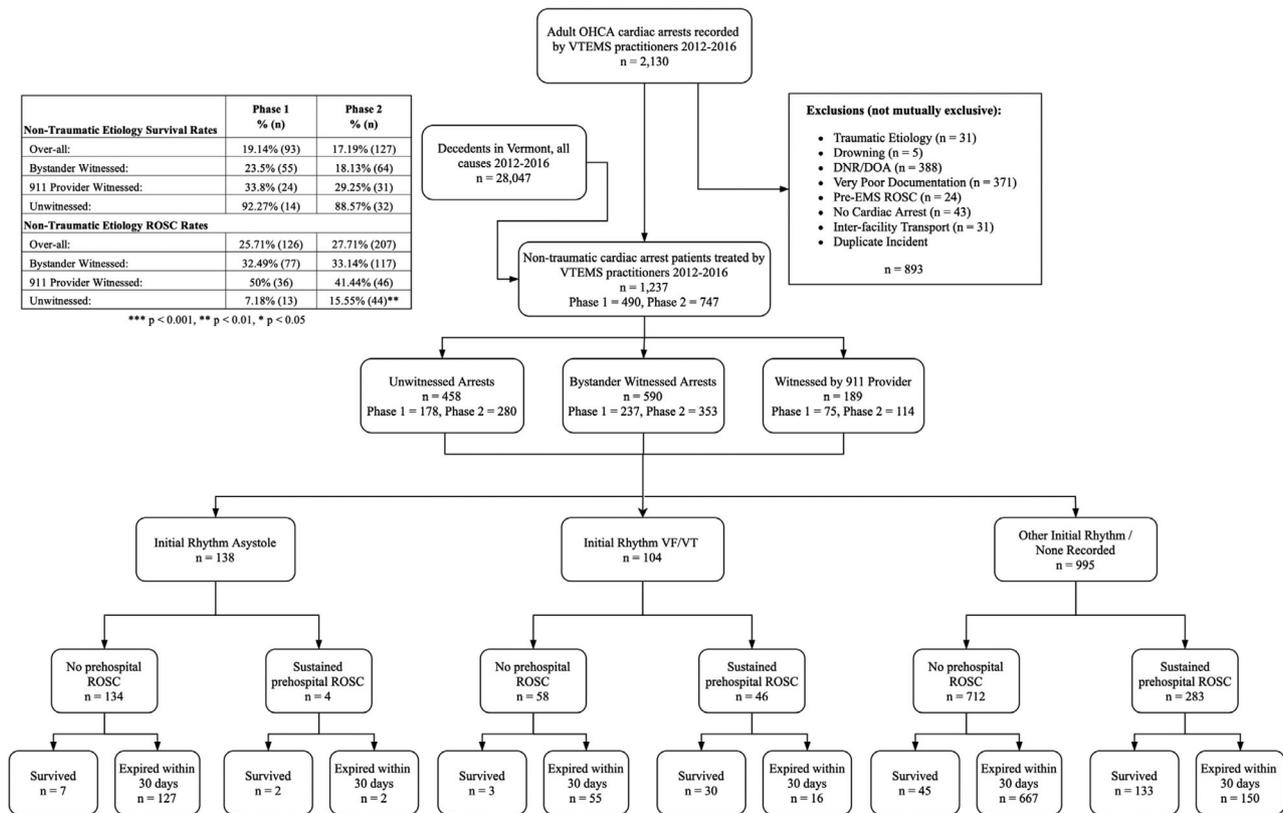 Adult OHCA cardiac arrests recorded
by VTEMS practitioners 2012-2016
n = 2,130
Phase 1 Phase 2
% (n) % (n)
Non-Traumatic Etiology Survival Rates
Over-all: 19.14% (93) 17.19% (127)
Bystander Witnessed: 23.5% (55) 18.13% (64)
911 Provider Witnessed: 33.8% (24) 29.25% (31)
Unwitnessed: 92.27% (14) 88.57% (32)
Non-Traumatic Etiology ROSC Rates
Over-all: 25.71% (126) 27.71% (207)
Bystander Witnessed: 32.49% (77) 33.14% (117)
911 Provider Witnessed: 50% (36) 41.44% (46)
Unwitnessed: 7.18% (13) 15.55% (44)**
*** p < 0.001, ** p < 0.01, * p < 0.05
Decedents in Vermont, all
causes 2012-2016
n = 28,047
Exclusions (not mutually exclusive):
• Traumatic Etiology (n = 31)
• Drowning (n = 5)
• DNR/DOA (n = 388)
• Very Poor Documentation (n = 371)
• Pre-EMS ROSC (n = 24)
• No Cardiac Arrest (n = 43)
• Inter-facility Transport (n = 31)
• Duplicate Incident
n = 893
Non-traumatic cardiac arrest patients treated by
VTEMS practitioners 2012-2016
n = 1,237
Phase 1 = 490, Phase 2 = 747
Unwitnessed Arrests
n = 458
Phase 1 = 178, Phase 2 = 280
Bystander Witnessed Arrests
n = 590
Phase 1 = 237, Phase 2 = 353
Witnessed by 911 Provider
n = 189
Phase 1 = 75, Phase 2 = 114
Initial Rhythm Asystole
n = 138
Initial Rhythm VF/VT
n = 104
Other Initial Rhythm /
None Recorded
n = 995
No prehospital
ROSC
n = 134
Sustained
prehospital ROSC
n = 4
No prehospital
ROSC
n = 58
Sustained
prehospital ROSC
n = 46
No prehospital
ROSC
n = 712
Sustained
prehospital ROSC
n = 283
Survived
n = 7
Expired within
30 days
n = 127
Survived
n = 2
Expired within
30 days
n = 2
Survived
n = 3
Expired within
30 days
n = 55
Survived
n = 30
Expired within
30 days
n = 16
Survived
n = 45
Expired within
30 days
n = 667
Survived
n = 133
Expired within
30 days
n = 150